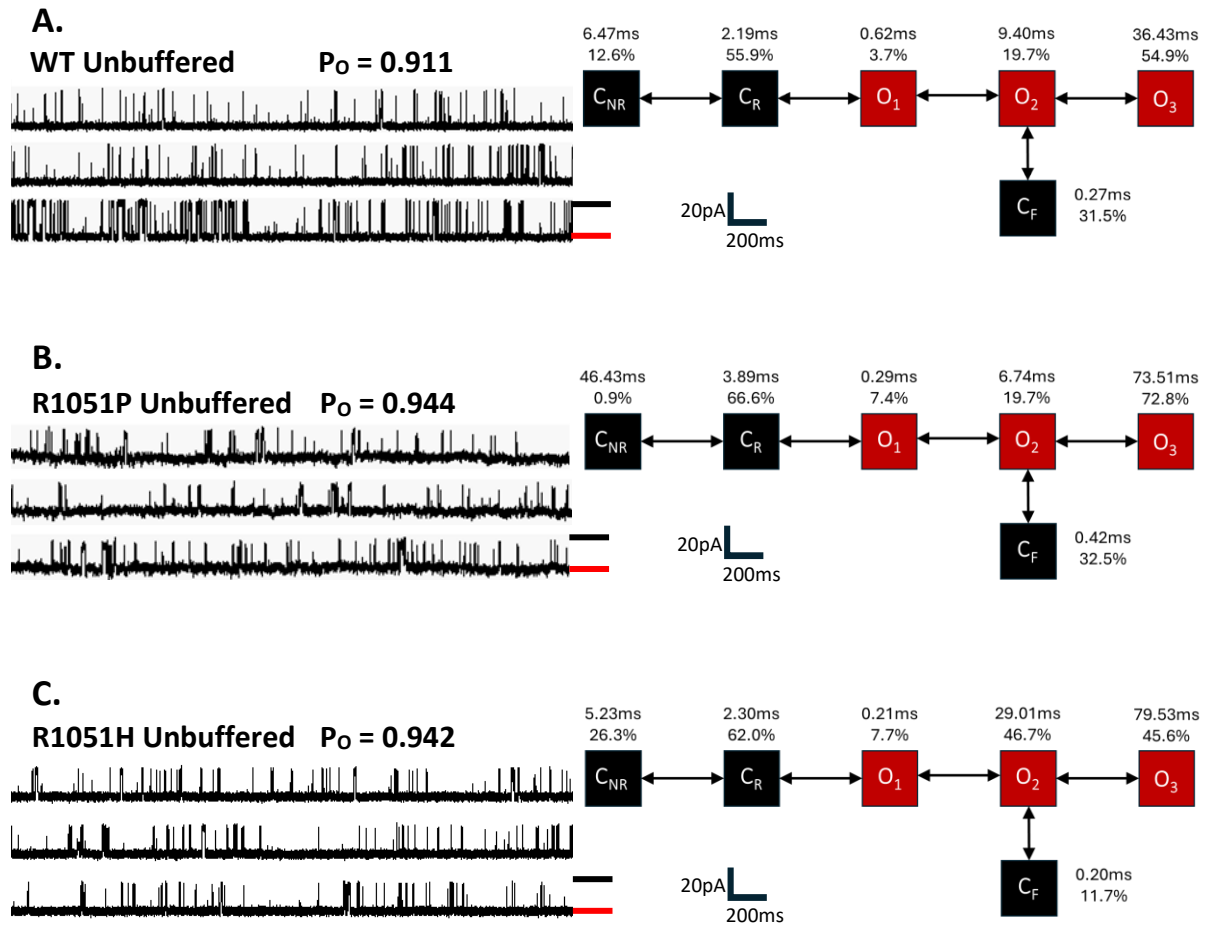 A.
WT Unbuffered PO = 0.911
6.47ms 2.19ms 0.62ms 9.40ms 36.43ms
12.6% 55.9% 3.7% 19.7% 54.9%
CNR CR O1 O2 O3
CF
0.27ms
31.5%
20pA
200ms
B.
R1051P Unbuffered PO = 0.944
46.43ms 3.89ms 0.29ms 6.74ms 73.51ms
0.9% 66.6% 7.4% 19.7% 72.8%
CNR CR O1 O2 O3
CF
0.42ms
32.5%
20pA
200ms
C.
R1051H Unbuffered PO = 0.942
5.23ms 2.30ms 0.21ms 29.01ms 79.53ms
26.3% 62.0% 7.7% 46.7% 45.6%
CNR CR O1 O2 O3
CF
0.20ms
11.7%
20pA
200ms